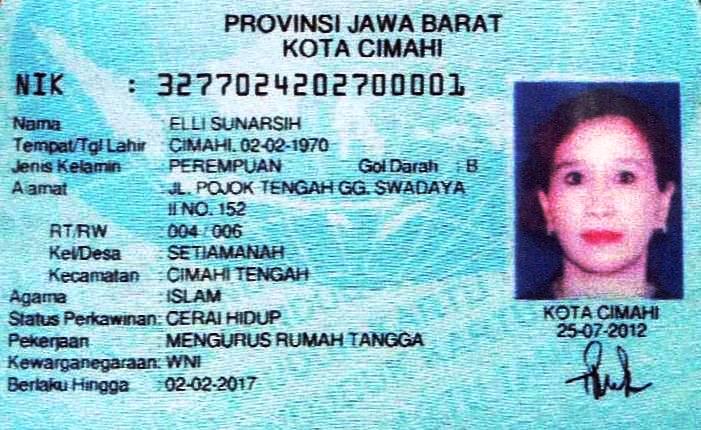 PROVINSI JAWA BARAT
KOTA CIMAHI
NIK : 3277024202700001
Nama : ELLI SUNARSIH
Tempat/Tgl Lahir : CIMAHI, 02-02-1970
Jenis Kelamin : PEREMPUAN Gol Darah : B
Alamat : JL. POJOK TENGAH GG. SWADAYA
II NO. 152
RT/RW : 004 / 006
Kel/Desa : SETIAMANAH
Kecamatan : CIMAHI TENGAH
Agama : ISLAM
Status Perkawinan: CERAI HIDUP
Pekerjaan : MENGURUS RUMAH TANGGA
Kewarganegaraan: WNI
Berlaku Hingga : 02-02-2017
KOTA CIMAHI
25-07-2012